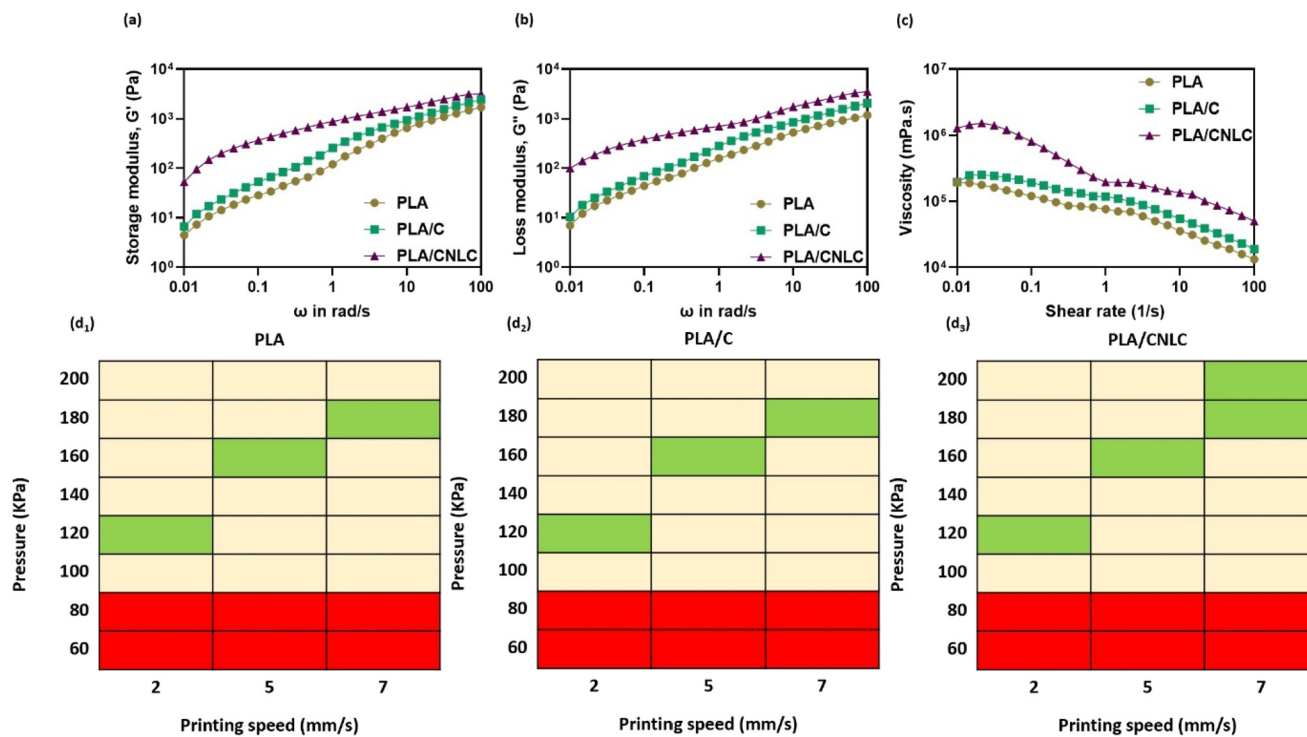 (a)
Storage modulus, G' (Pa)
10⁴
10³
10²
10¹
10⁰
0.01
0.1
1
10
100
ω in rad/s
PLA
PLA/C
PLA/CNLC
(b)
Loss modulus, G'' (Pa)
10⁴
10³
10²
10¹
10⁰
0.01
0.1
1
10
100
ω in rad/s
PLA
PLA/C
PLA/CNLC
(c)
Viscosity (mPa.s)
10⁷
10⁶
10⁵
10⁴
0.01
0.1
1
10
100
Shear rate (1/s)
PLA
PLA/C
PLA/CNLC
(d₁)
PLA
Pressure (KPa)
200
180
160
140
120
100
80
60
2
5
7
Printing speed (mm/s)
(d₂)
PLA/C
Pressure (KPa)
200
180
160
140
120
100
80
60
2
5
7
Printing speed (mm/s)
(d₃)
PLA/CNLC
Pressure (KPa)
200
180
160
140
120
100
80
60
2
5
7
Printing speed (mm/s)